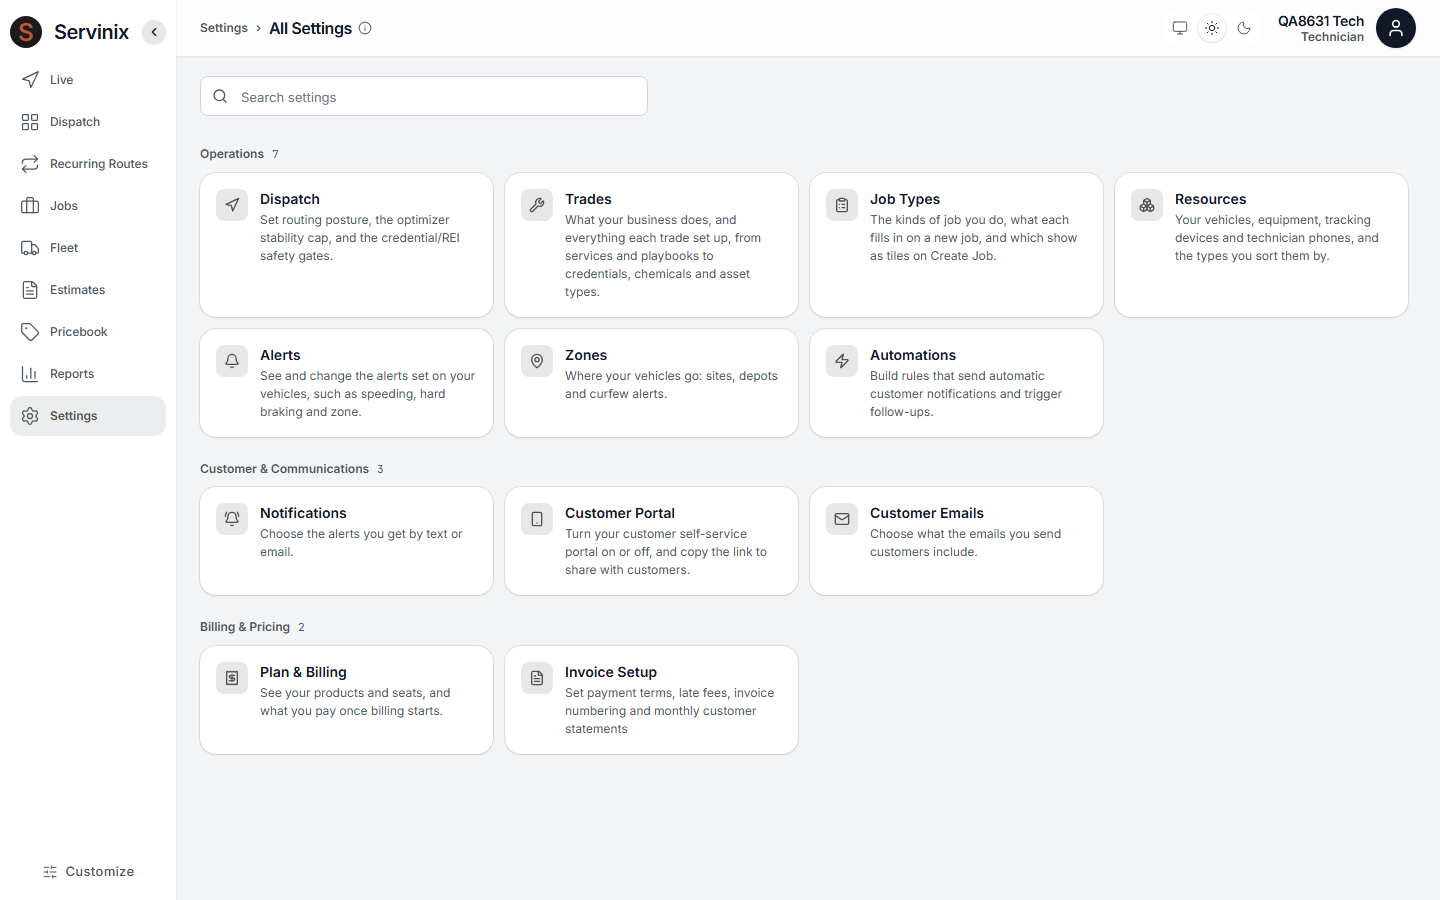 S Servinix
Live
Dispatch
Recurring Routes
Jobs
Fleet
Estimates
Pricebook
Reports
Settings
Customize
Settings › All Settings
QA8631 Tech
Technician
Search settings
Operations 7
Dispatch
Set routing posture, the optimizer
stability cap, and the credential/REI
safety gates.
Trades
What your business does, and
everything each trade set up, from
services and playbooks to
credentials, chemicals and asset
types.
Job Types
The kinds of job you do, what each
fills in on a new job, and which show
as tiles on Create Job.
Resources
Your vehicles, equipment, tracking
devices and technician phones, and
the types you sort them by.
Alerts
See and change the alerts set on your
vehicles, such as speeding, hard
braking and zone.
Zones
Where your vehicles go: sites, depots
and curfew alerts.
Automations
Build rules that send automatic
customer notifications and trigger
follow-ups.
Customer & Communications 3
Notifications
Choose the alerts you get by text or
email.
Customer Portal
Turn your customer self-service
portal on or off, and copy the link to
share with customers.
Customer Emails
Choose what the emails you send
customers include.
Billing & Pricing 2
Plan & Billing
See your products and seats, and
what you pay once billing starts.
Invoice Setup
Set payment terms, late fees, invoice
numbering and monthly customer
statements